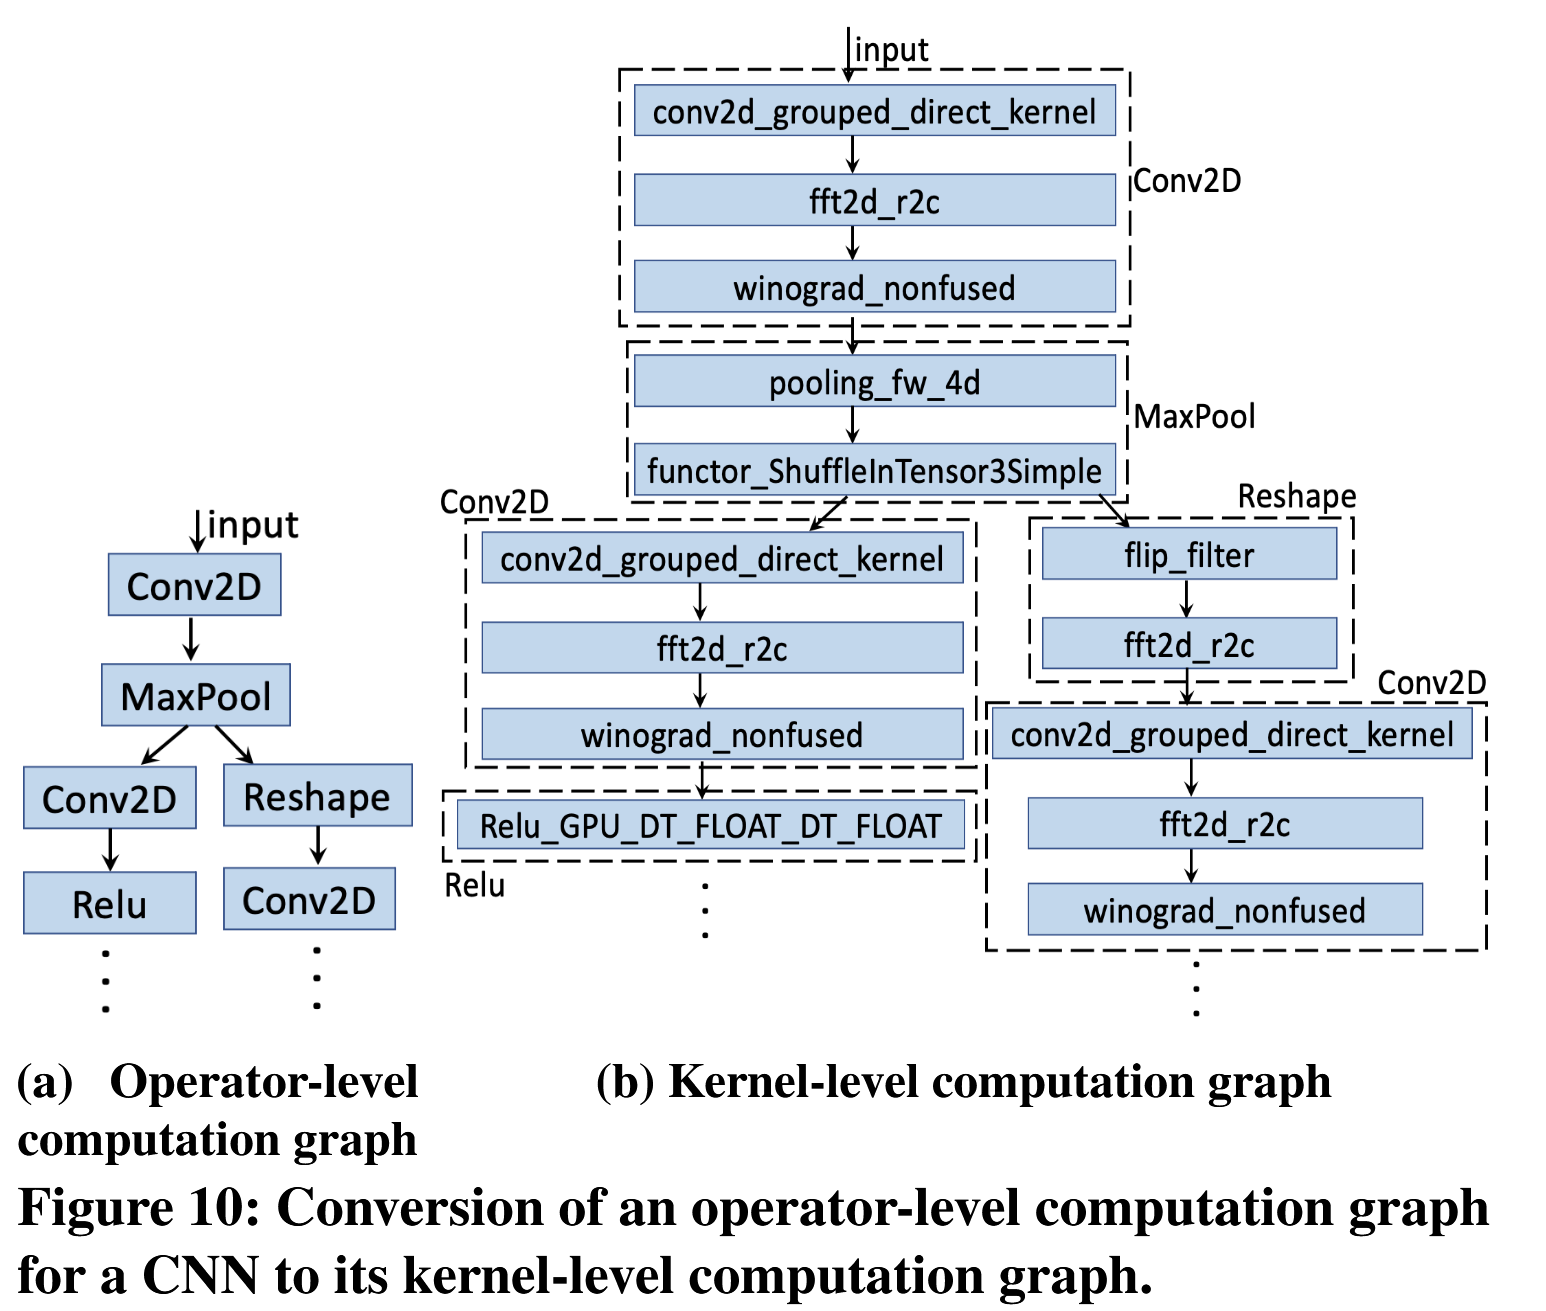 input
Conv2D
MaxPool
Conv2D
Reshape
Relu
Conv2D
input
conv2d_grouped_direct_kernel
fft2d_r2c
winograd_nonfused
Conv2D
pooling_fw_4d
functor_ShuffleInTensor3Simple
MaxPool
Conv2D
conv2d_grouped_direct_kernel
fft2d_r2c
winograd_nonfused
Relu_GPU_DT_FLOAT_DT_FLOAT
Relu
Reshape
flip_filter
fft2d_r2c
Conv2D
conv2d_grouped_direct_kernel
fft2d_r2c
winograd_nonfused
(a) Operator-level
computation graph
(b) Kernel-level computation graph
Figure 10: Conversion of an operator-level computation graph
for a CNN to its kernel-level computation graph.